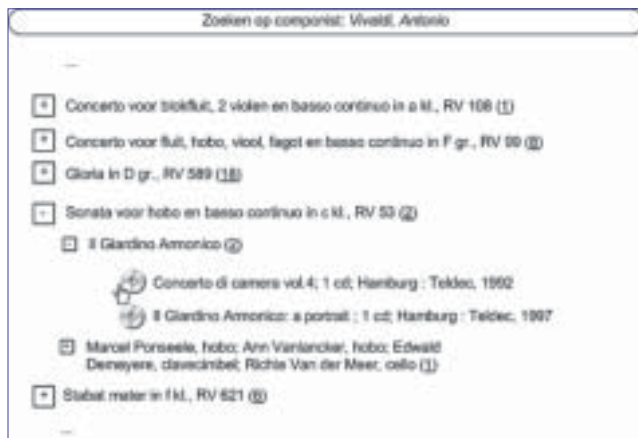 Zoeken op componist: Vivaldi, Antonio
...
+ Concerto voor blokfluit, 2 violen en basso continuo in a kl., RV 108 (1)
+ Concerto voor fluit, hobo, viool, fagot en basso continuo in F gr., RV 99 (8)
+ Gloria in D gr., RV 589 (18)
- Sonata voor hobo en basso continuo in c kl., RV 53 (2)
- Il Giardino Armonico (2)
Concerto di camera vol.4; 1 cd; Hamburg : Teldec, 1992
Il Giardino Armonico: a portrait ; 1 cd; Hamburg : Teldec, 1997
+ Marcel Ponseele, hobo; Ann Vanlancker, hobo; Edwald
Demeyere, clavecimbel; Richte Van der Meer, cello (1)
+ Stabat mater in f kl., RV 621 (6)
...